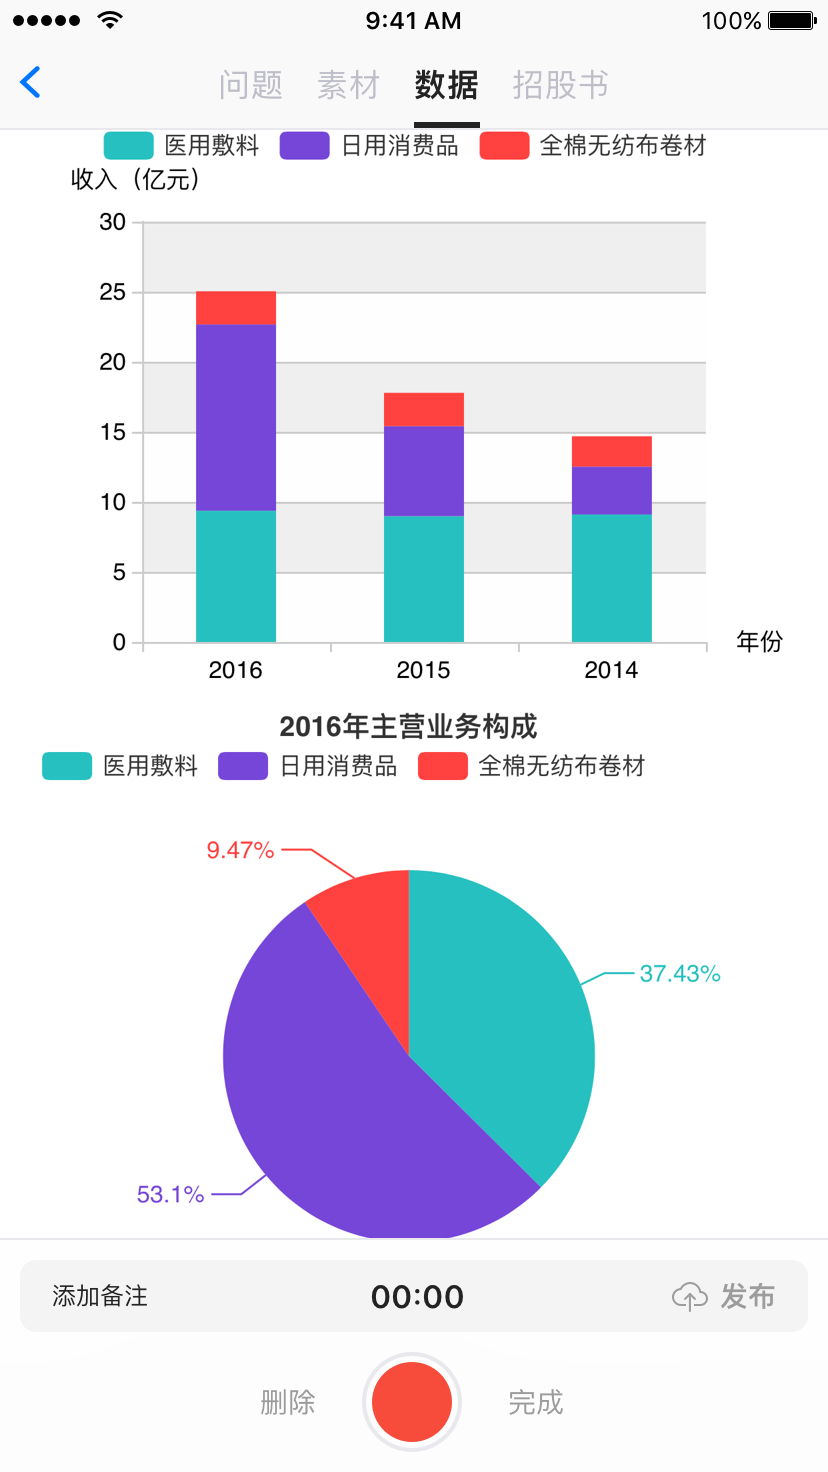 9:41 AM 100%
问题 素材 数据 招股书
医用敷料 日用消费品 全棉无纺布卷材
收入（亿元）
30
25
20
15
10
5
0
年份
2016 2015 2014
2016年主营业务构成
医用敷料 日用消费品 全棉无纺布卷材
9.47%
37.43%
53.1%
添加备注 00:00 发布
删除 完成